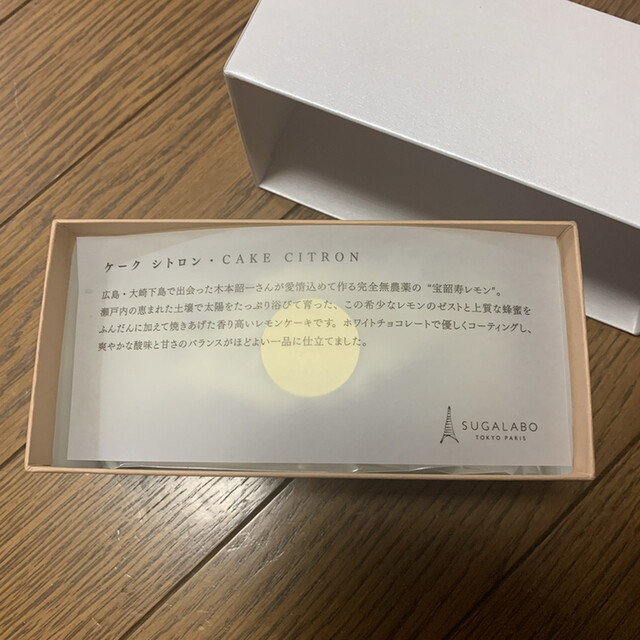 ケーク シトロン・CAKE CITRON
広島・大崎下島で出会った木本韶一さんが愛情込めて作る完全無農薬の“宝韶寿レモン”。
瀬戸内の恵まれた土壌で太陽をたっぷり浴びて育った、この希少なレモンのゼストと上質な蜂蜜を
ふんだんに加えて焼きあげた香り高いレモンケーキです。ホワイトチョコレートで優しくコーティングし、
爽やかな酸味と甘さのバランスがほどよい一品に仕立てました。
SUGALABO
TOKYO PARIS